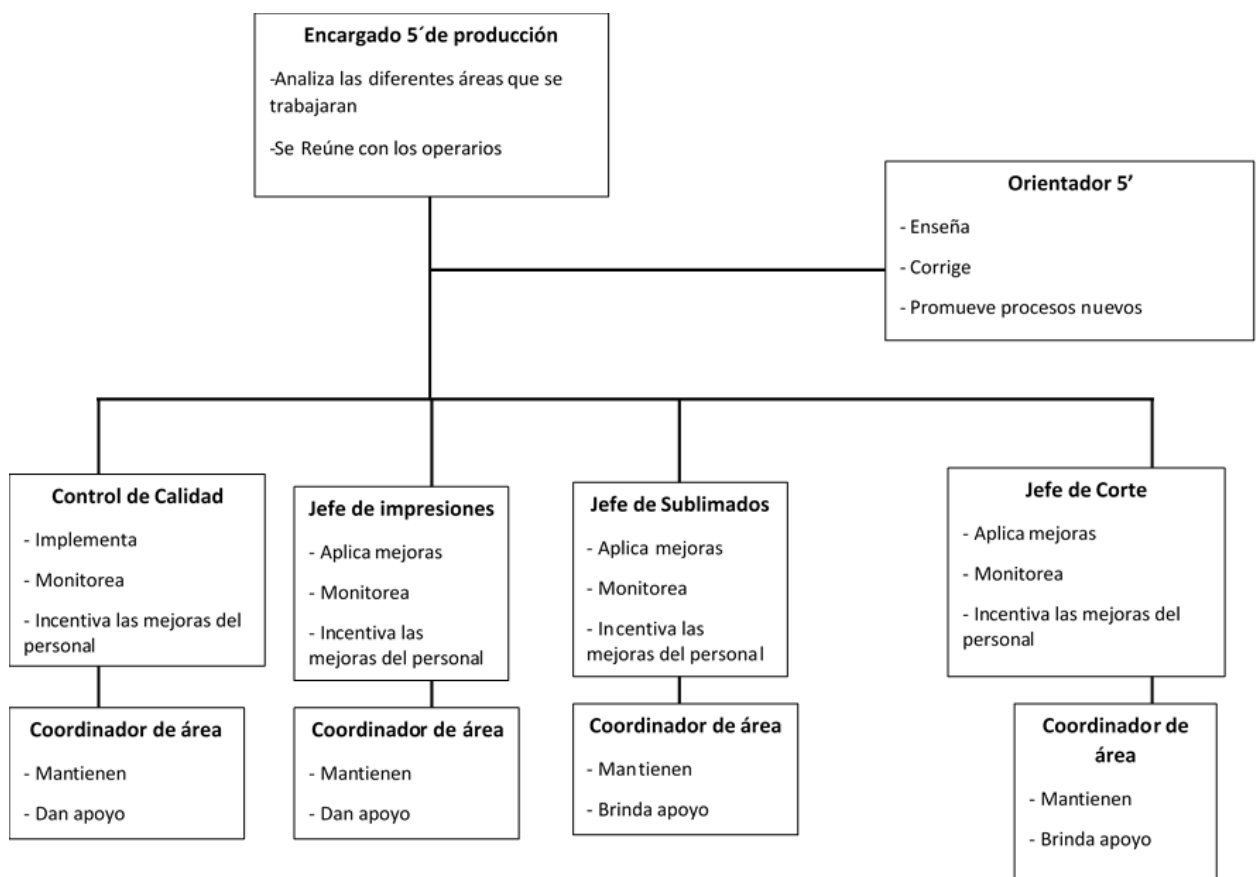 Encargado 5´de producción
-Analiza las diferentes áreas que se
trabajaran
-Se Reúne con los operarios
Orientador 5’
- Enseña
- Corrige
- Promueve procesos nuevos
Control de Calidad
- Implementa
- Monitorea
- Incentiva las mejoras del
personal
Jefe de impresiones
- Aplica mejoras
- Monitorea
- Incentiva las
mejoras del personal
Jefe de Sublimados
- Aplica mejoras
- Monitorea
- Incentiva las
mejoras del personal
Jefe de Corte
- Aplica mejoras
- Monitorea
- Incentiva las mejoras del
personal
Coordinador de área
- Mantienen
- Dan apoyo
Coordinador de área
- Mantienen
- Dan apoyo
Coordinador de área
- Mantienen
- Brinda apoyo
Coordinador de
área
- Mantienen
- Brinda apoyo